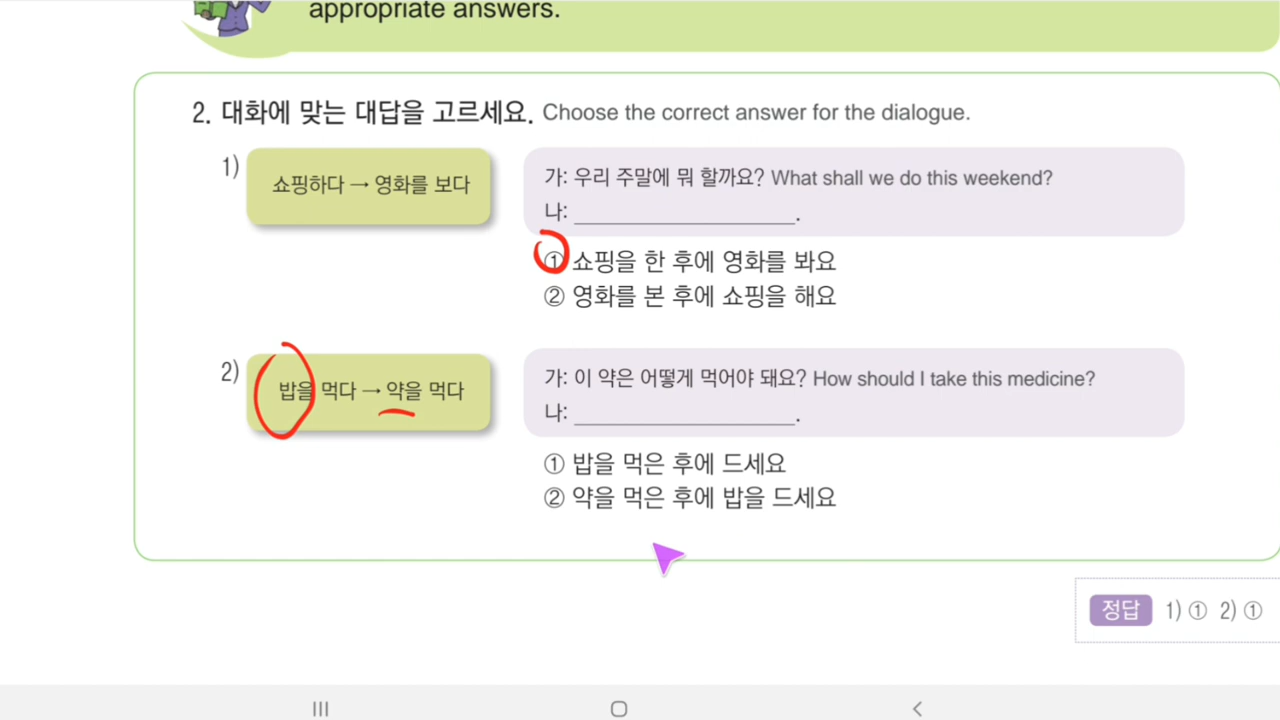 appropriate answers.
2. 대화에 맞는 대답을 고르세요. Choose the correct answer for the dialogue.
1)
쇼핑하다 → 영화를 보다
가: 우리 주말에 뭐 할까요? What shall we do this weekend?
나: ____________________.
① 쇼핑을 한 후에 영화를 봐요
② 영화를 본 후에 쇼핑을 해요
2)
밥을 먹다 → 약을 먹다
가: 이 약은 어떻게 먹어야 돼요? How should I take this medicine?
나: ____________________.
① 밥을 먹은 후에 드세요
② 약을 먹은 후에 밥을 드세요
정답 1) ① 2) ①